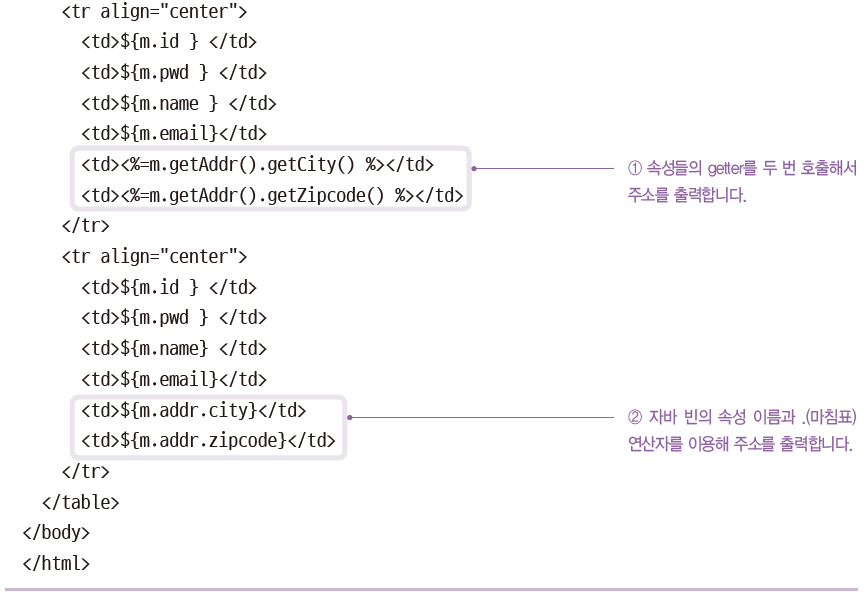 <tr align="center">
<td>${m.id } </td>
<td>${m.pwd } </td>
<td>${m.name } </td>
<td>${m.email}</td>
<td><%=m.getAddr().getCity() %></td>
<td><%=m.getAddr().getZipcode() %></td>
① 속성들의 getter를 두 번 호출해서
주소를 출력합니다.
</tr>
<tr align="center">
<td>${m.id } </td>
<td>${m.pwd } </td>
<td>${m.name} </td>
<td>${m.email}</td>
<td>${m.addr.city}</td>
<td>${m.addr.zipcode}</td>
② 자바 빈의 속성 이름과 .(마침표)
연산자를 이용해 주소를 출력합니다.
</tr>
</table>
</body>
</html>